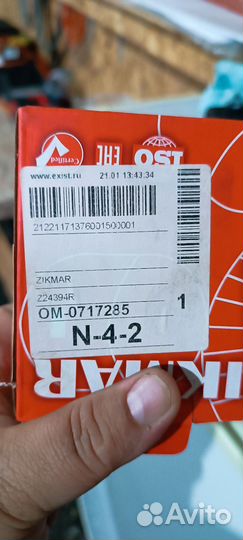 Certified
EAC
ISO
www.exist.ru 21.01 13:43:34
21221171376001500001
ZIKMAR
Z24394R
OM-0717285
1
N-4-2
IKMAR
Avito